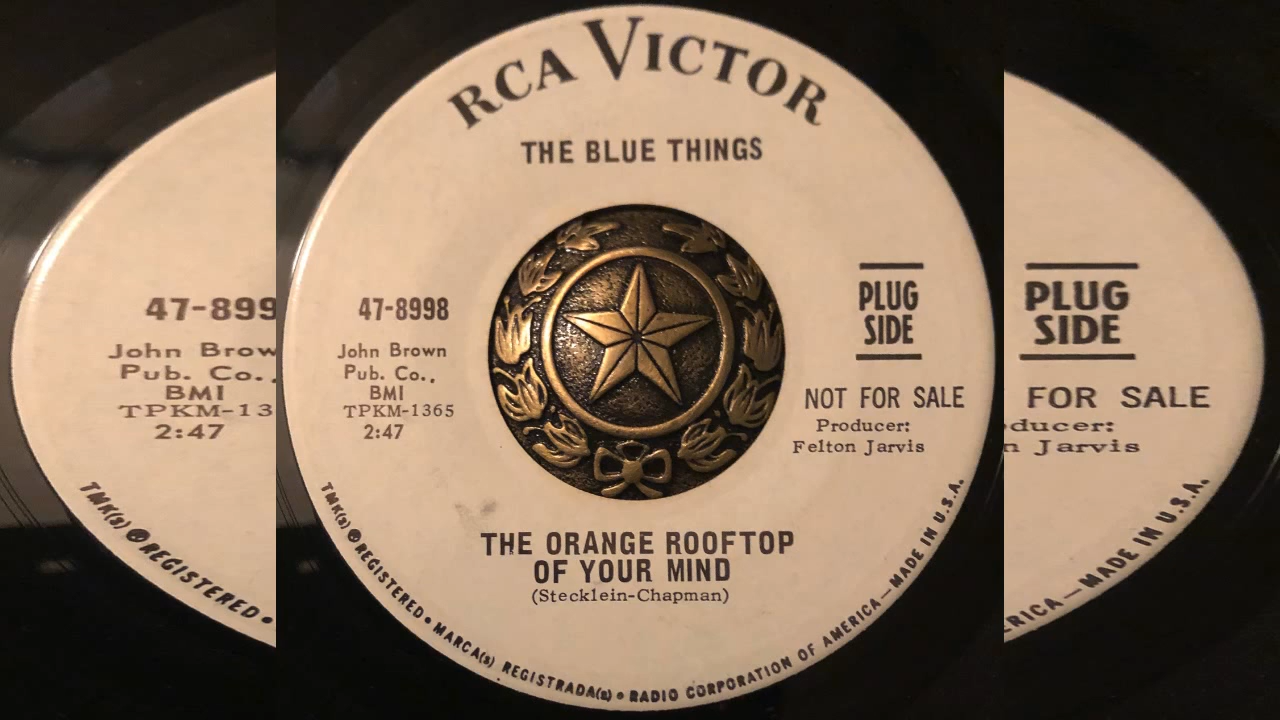 RCA VICTOR
THE BLUE THINGS
47-8998
John Brown
Pub. Co.,
BMI
TPKM-1365
2:47
PLUG
SIDE
NOT FOR SALE
Producer:
Felton Jarvis
THE ORANGE ROOFTOP
OF YOUR MIND
(Stecklein-Chapman)
TMK(s) ® REGISTERED • MARCA(s) REGISTRADA(s) • RADIO CORPORATION OF AMERICA — MADE IN U.S.A.
47-899
John Brow
Pub. Co.,
BMI
TPKM-13
2:47
TMK(s) ® REGISTERED •
PLUG
SIDE
FOR SALE
ducer:
n Jarvis
ERICA — MADE IN U.S.A.